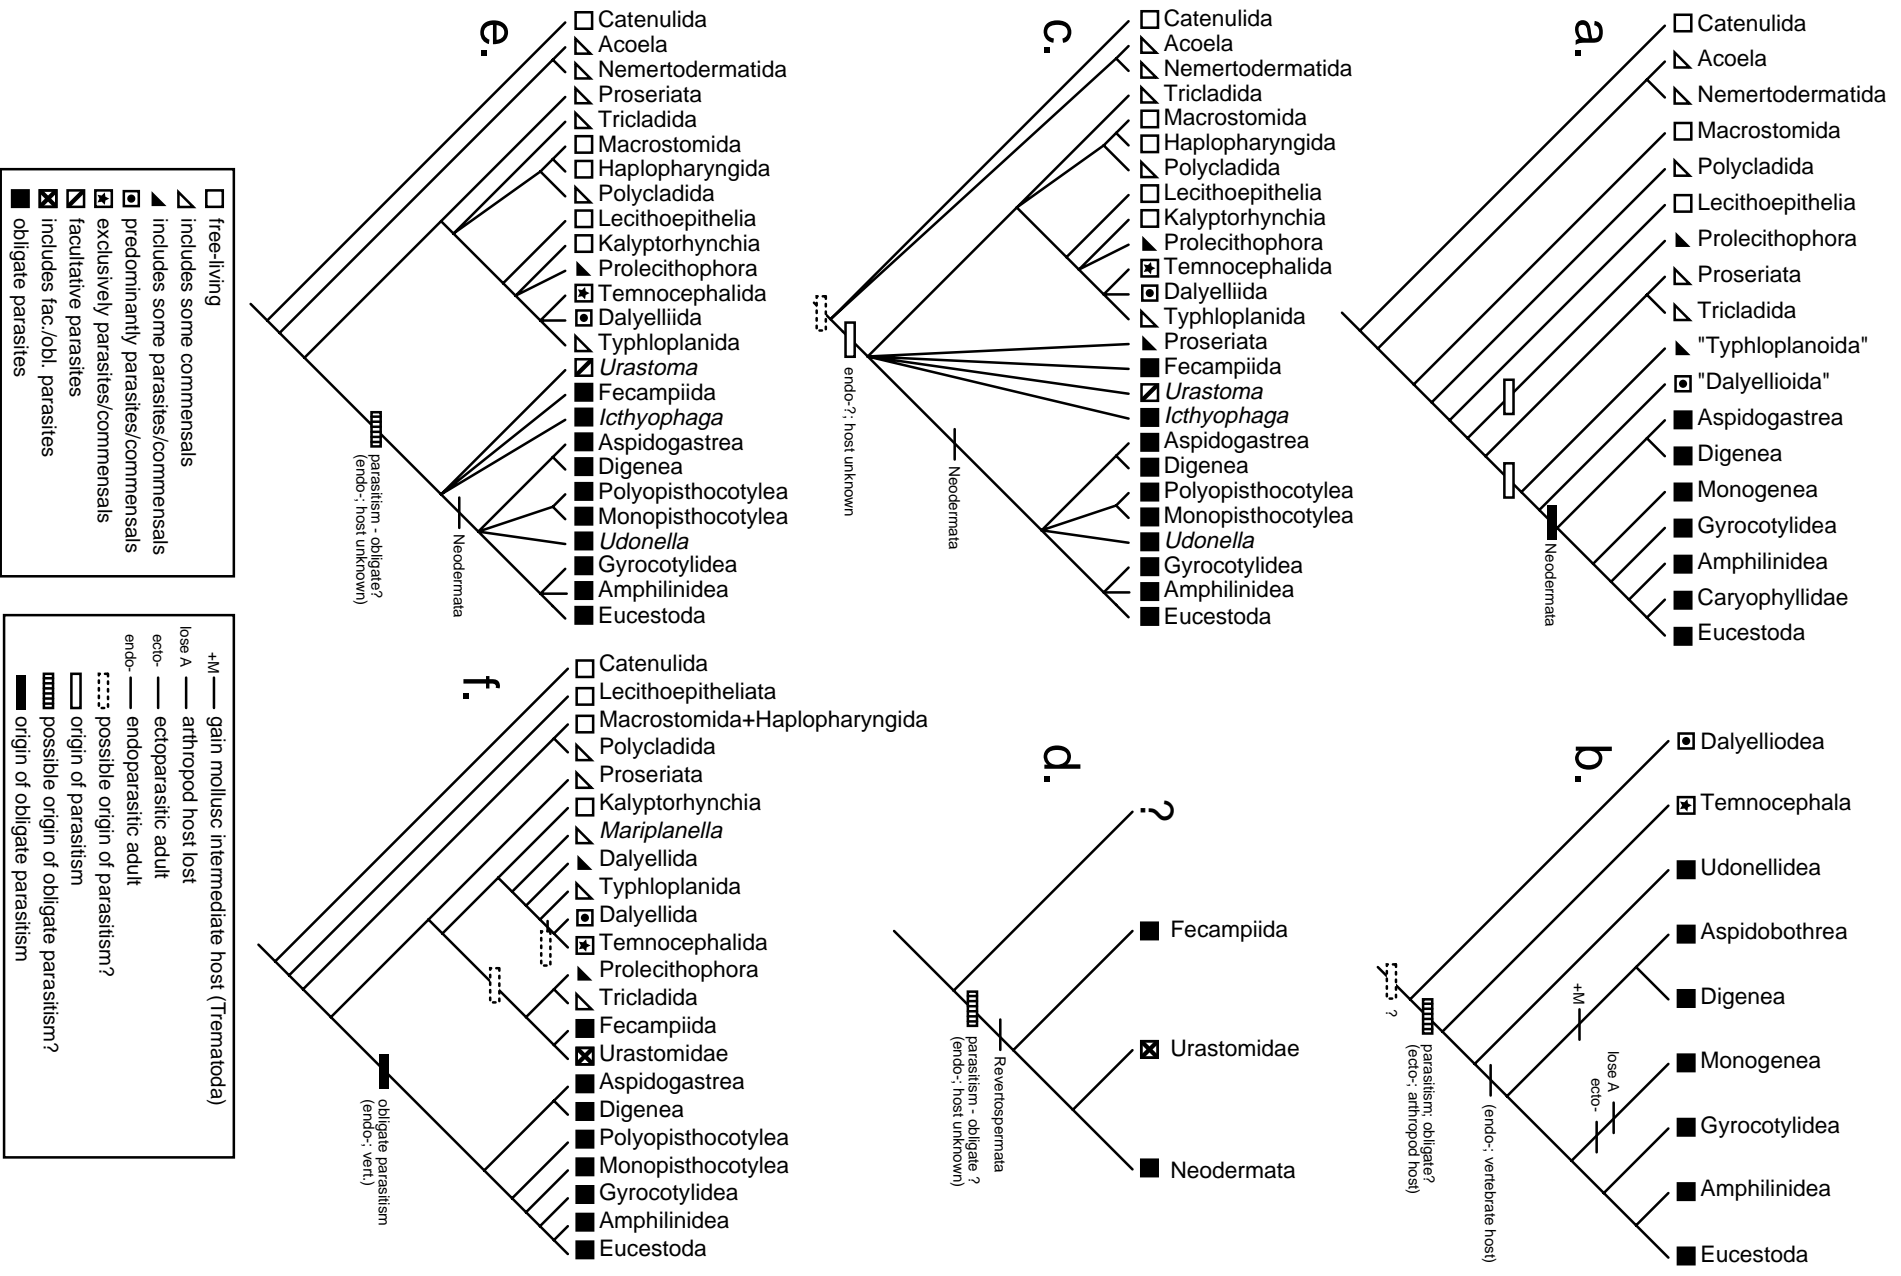 a.
Catenulida
Acoela
Nemertodermatida
Macrostomida
Polycladida
Lecithoepithelia
Prolecithophora
Proseriata
Tricladida
"Typhloplanoida"
"Dalyellioida"
Aspidogastrea
Digenea
Monogenea
Gyrocotylidea
Amphilinidea
Caryophyllidae
Eucestoda
Neodermata
b.
Dalyelliodea
Temnocephala
Udonellidea
Aspidobothrea
Digenea
Monogenea
Gyrocotylidea
Amphilinidea
Eucestoda
?
parasitism; obligate?
(ecto-; arthropod host)
(endo-; vertebrate host)
+M
lose A
ecto-
c.
Catenulida
Acoela
Nemertodermatida
Tricladida
Macrostomida
Haplopharyngida
Polycladida
Lecithoepithelia
Kalyptorhynchia
Prolecithophora
Temnocephalida
Dalyelliida
Typhloplanida
Proseriata
Fecampiida
Urastoma
Icthyophaga
Aspidogastrea
Digenea
Polyopisthocotylea
Monopisthocotylea
Udonella
Gyrocotylidea
Amphilinidea
Eucestoda
endo-?; host unknown
Neodermata
d.
?
Fecampiida
Urastomidae
Neodermata
Revertospermata
parasitism - obligate ?
(endo-; host unknown)
e.
Catenulida
Acoela
Nemertodermatida
Proseriata
Tricladida
Macrostomida
Haplopharyngida
Polycladida
Lecithoepithelia
Kalyptorhynchia
Prolecithophora
Temnocephalida
Dalyelliida
Typhloplanida
Urastoma
Fecampiida
Icthyophaga
Aspidogastrea
Digenea
Polyopisthocotylea
Monopisthocotylea
Udonella
Gyrocotylidea
Amphilinidea
Eucestoda
parasitism - obligate?
(endo-; host unknown)
Neodermata
f.
Catenulida
Lecithoepitheliata
Macrostomida+Haplopharyngida
Polycladida
Proseriata
Kalyptorhynchia
Mariplanella
Dalyellida
Typhloplanida
Dalyellida
Temnocephalida
Prolecithophora
Tricladida
Fecampiida
Urastomidae
Aspidogastrea
Digenea
Polyopisthocotylea
Monopisthocotylea
Gyrocotylidea
Amphilinidea
Eucestoda
obligate parasitism
(endo-; vert.)
free-living
includes some commensals
includes some parasites/commensals
predominantly parasites/commensals
exclusively parasites/commensals
facultative parasites
includes fac./obl. parasites
obligate parasites
+M gain mollusc intermediate host (Trematoda)
lose A arthropod host lost
ecto- ectoparasitic adult
endo- endoparasitic adult
possible origin of parasitism?
origin of parasitism
possible origin of obligate parasitism?
origin of obligate parasitism